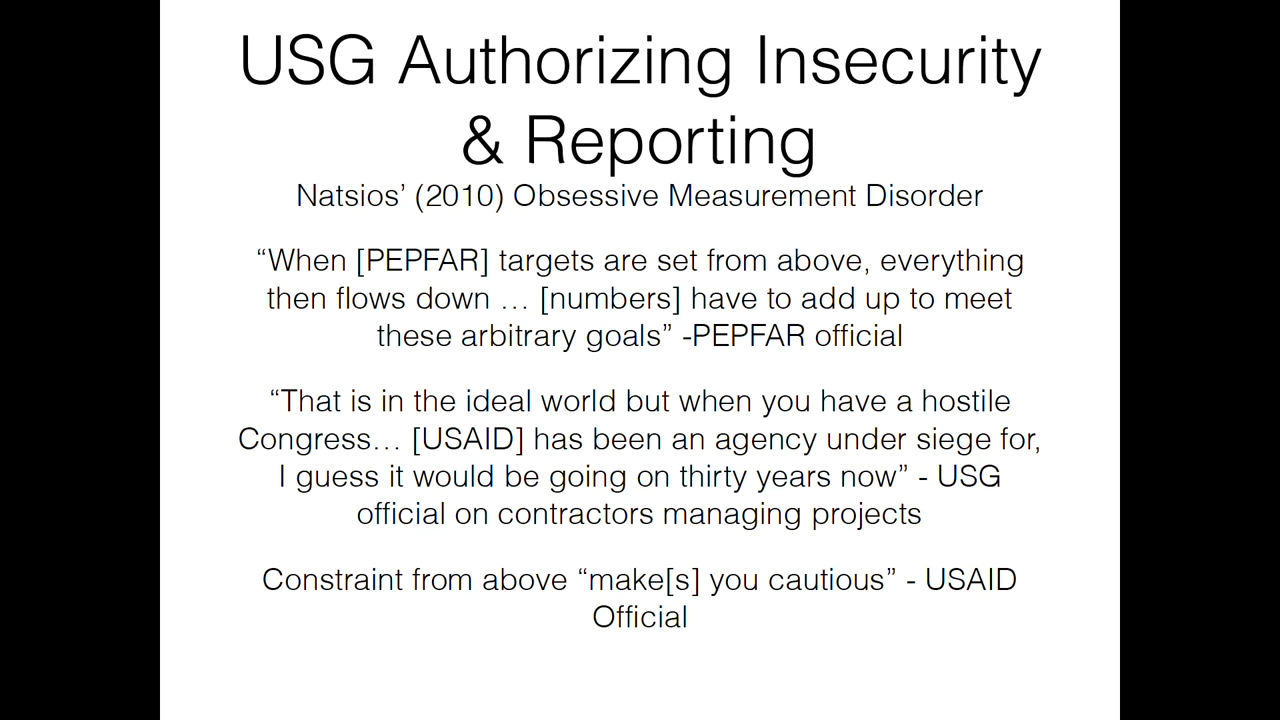 USG Authorizing Insecurity
& Reporting
Natsios’ (2010) Obsessive Measurement Disorder
“When [PEPFAR] targets are set from above, everything
then flows down … [numbers] have to add up to meet
these arbitrary goals” -PEPFAR official
“That is in the ideal world but when you have a hostile
Congress… [USAID] has been an agency under siege for,
I guess it would be going on thirty years now” - USG
official on contractors managing projects
Constraint from above “make[s] you cautious” - USAID
Official